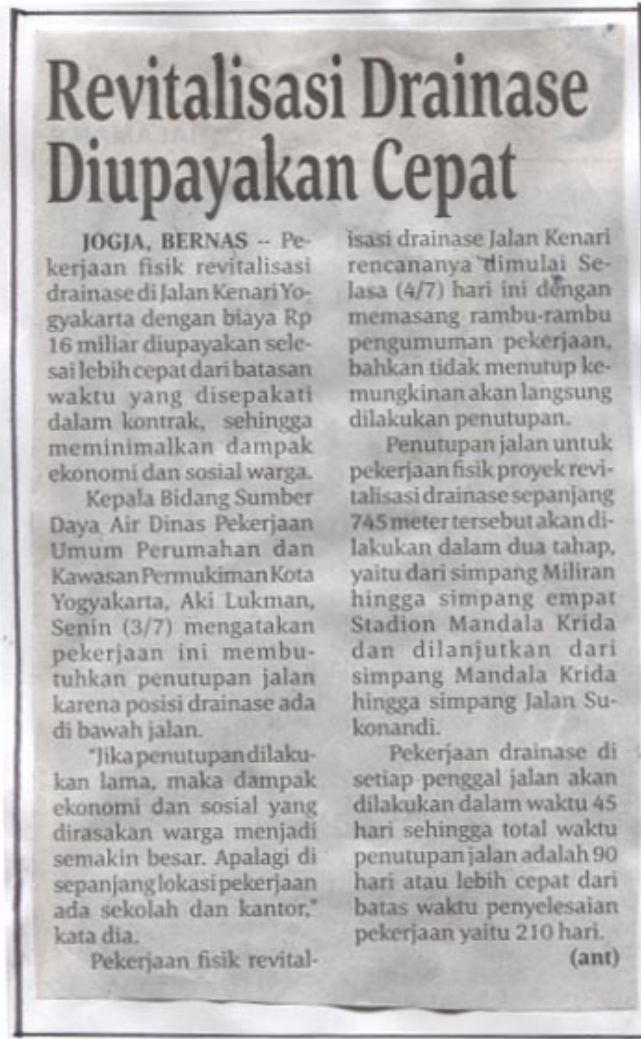 Revitalisasi Drainase
Diupayakan Cepat
JOGJA, BERNAS -- Pe-
kerjaan fisik revitalisasi
drainase di Jalan Kenari Yo-
gyakarta dengan biaya Rp
16 miliar diupayakan sele-
sai lebih cepat dari batasan
waktu yang disepakati
dalam kontrak, sehingga
meminimalkan dampak
ekonomi dan sosial warga.
Kepala Bidang Sumber
Daya Air Dinas Pekerjaan
Umum Perumahan dan
Kawasan Permukiman Kota
Yogyakarta, Aki Lukman,
Senin (3/7) mengatakan
pekerjaan ini membu-
tuhkan penutupan jalan
karena posisi drainase ada
di bawah jalan.
"Jika penutupan dilaku-
kan lama, maka dampak
ekonomi dan sosial yang
dirasakan warga menjadi
semakin besar. Apalagi di
sepanjang lokasi pekerjaan
ada sekolah dan kantor,"
kata dia.
Pekerjaan fisik revital-
isasi drainase Jalan Kenari
rencananya dimulai Se-
lasa (4/7) hari ini dengan
memasang rambu-rambu
pengumuman pekerjaan,
bahkan tidak menutup ke-
mungkinan akan langsung
dilakukan penutupan.
Penutupan jalan untuk
pekerjaan fisik proyek revi-
talisasi drainase sepanjang
745 meter tersebut akan di-
lakukan dalam dua tahap,
yaitu dari simpang Miliran
hingga simpang empat
Stadion Mandala Krida
dan dilanjutkan dari
simpang Mandala Krida
hingga simpang Jalan Su-
konandi.
Pekerjaan drainase di
setiap penggal jalan akan
dilakukan dalam waktu 45
hari sehingga total waktu
penutupan jalan adalah 90
hari atau lebih cepat dari
batas waktu penyelesaian
pekerjaan yaitu 210 hari.
(ant)